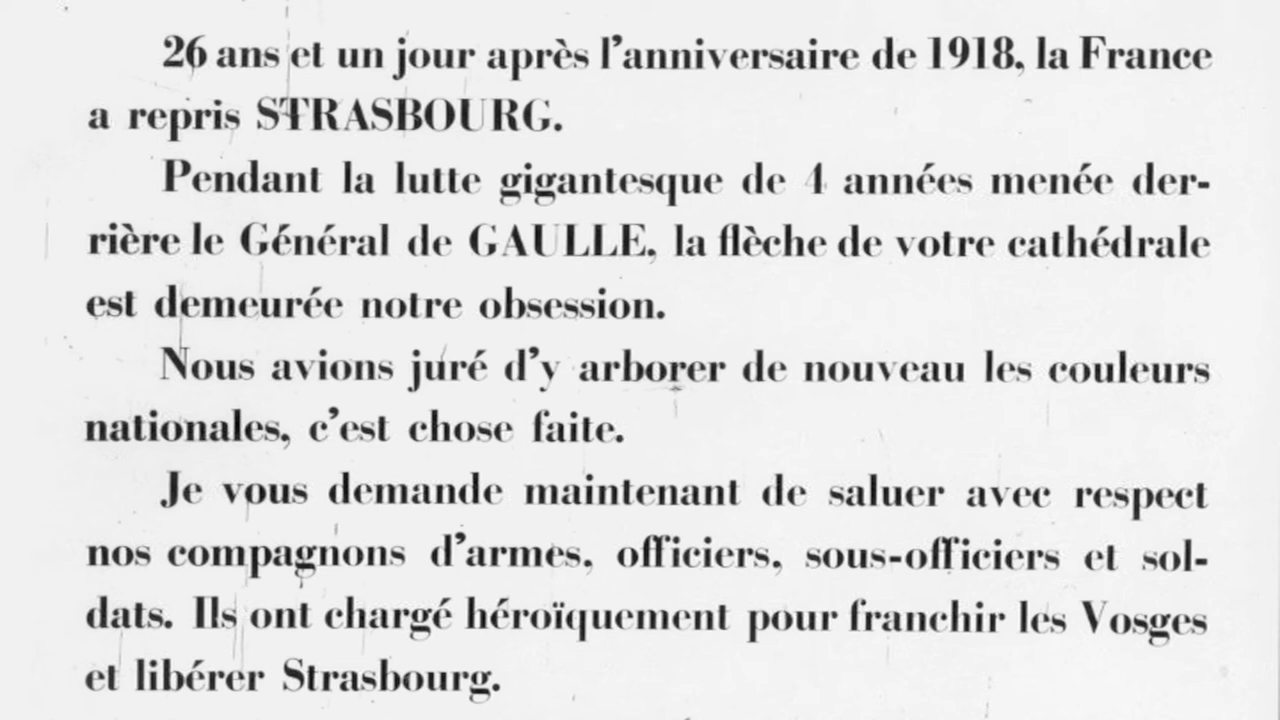 26 ans et un jour après l’anniversaire de 1918, la France
a repris STRASBOURG.
Pendant la lutte gigantesque de 4 années menée der-
rière le Général de GAULLE, la flèche de votre cathédrale
est demeurée notre obsession.
Nous avions juré d’y arborer de nouveau les couleurs
nationales, c’est chose faite.
Je vous demande maintenant de saluer avec respect
nos compagnons d’armes, officiers, sous-officiers et sol-
dats. Ils ont chargé héroïquement pour franchir les Vosges
et libérer Strasbourg.